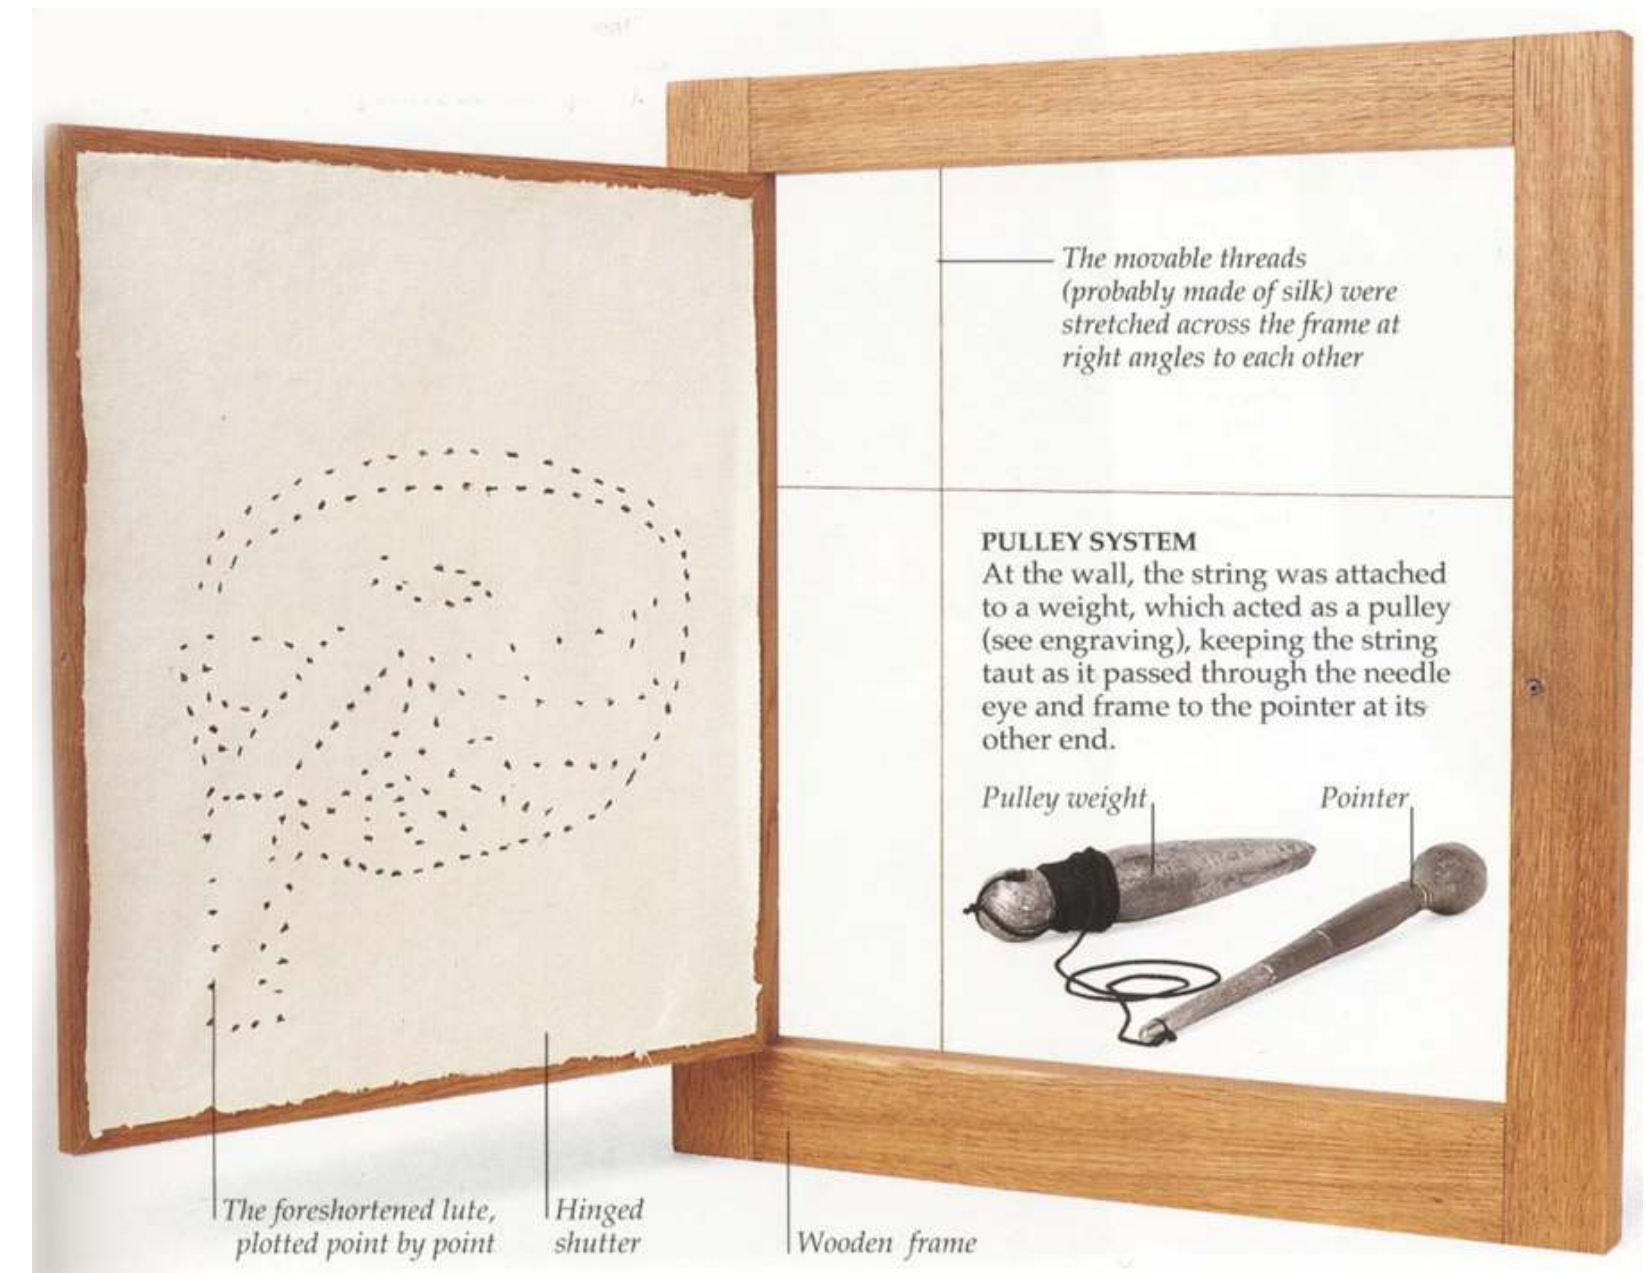 The movable threads
(probably made of silk) were
stretched across the frame at
right angles to each other
PULLEY SYSTEM
At the wall, the string was attached
to a weight, which acted as a pulley
(see engraving), keeping the string
taut as it passed through the needle
eye and frame to the pointer at its
other end.
Pulley weight
Pointer
The foreshortened lute,
plotted point by point
Hinged
shutter
Wooden frame